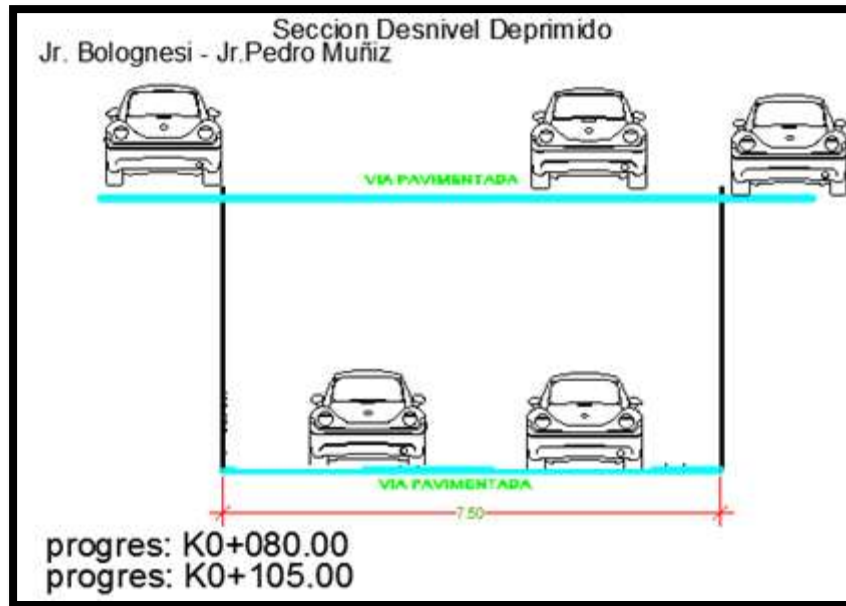 Seccion Desnivel Deprimido
Jr. Bolognesi - Jr.Pedro Muñiz
VIA PAVIMENTADA
VIA PAVIMENTADA
7.50
progres: K0+080.00
progres: K0+105.00